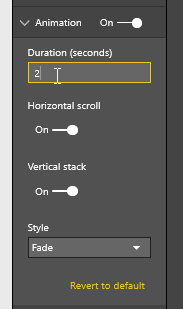 Animation On
Duration (seconds)
2
Horizontal scroll
On
Vertical stack
On
Style
Fade
Revert to default